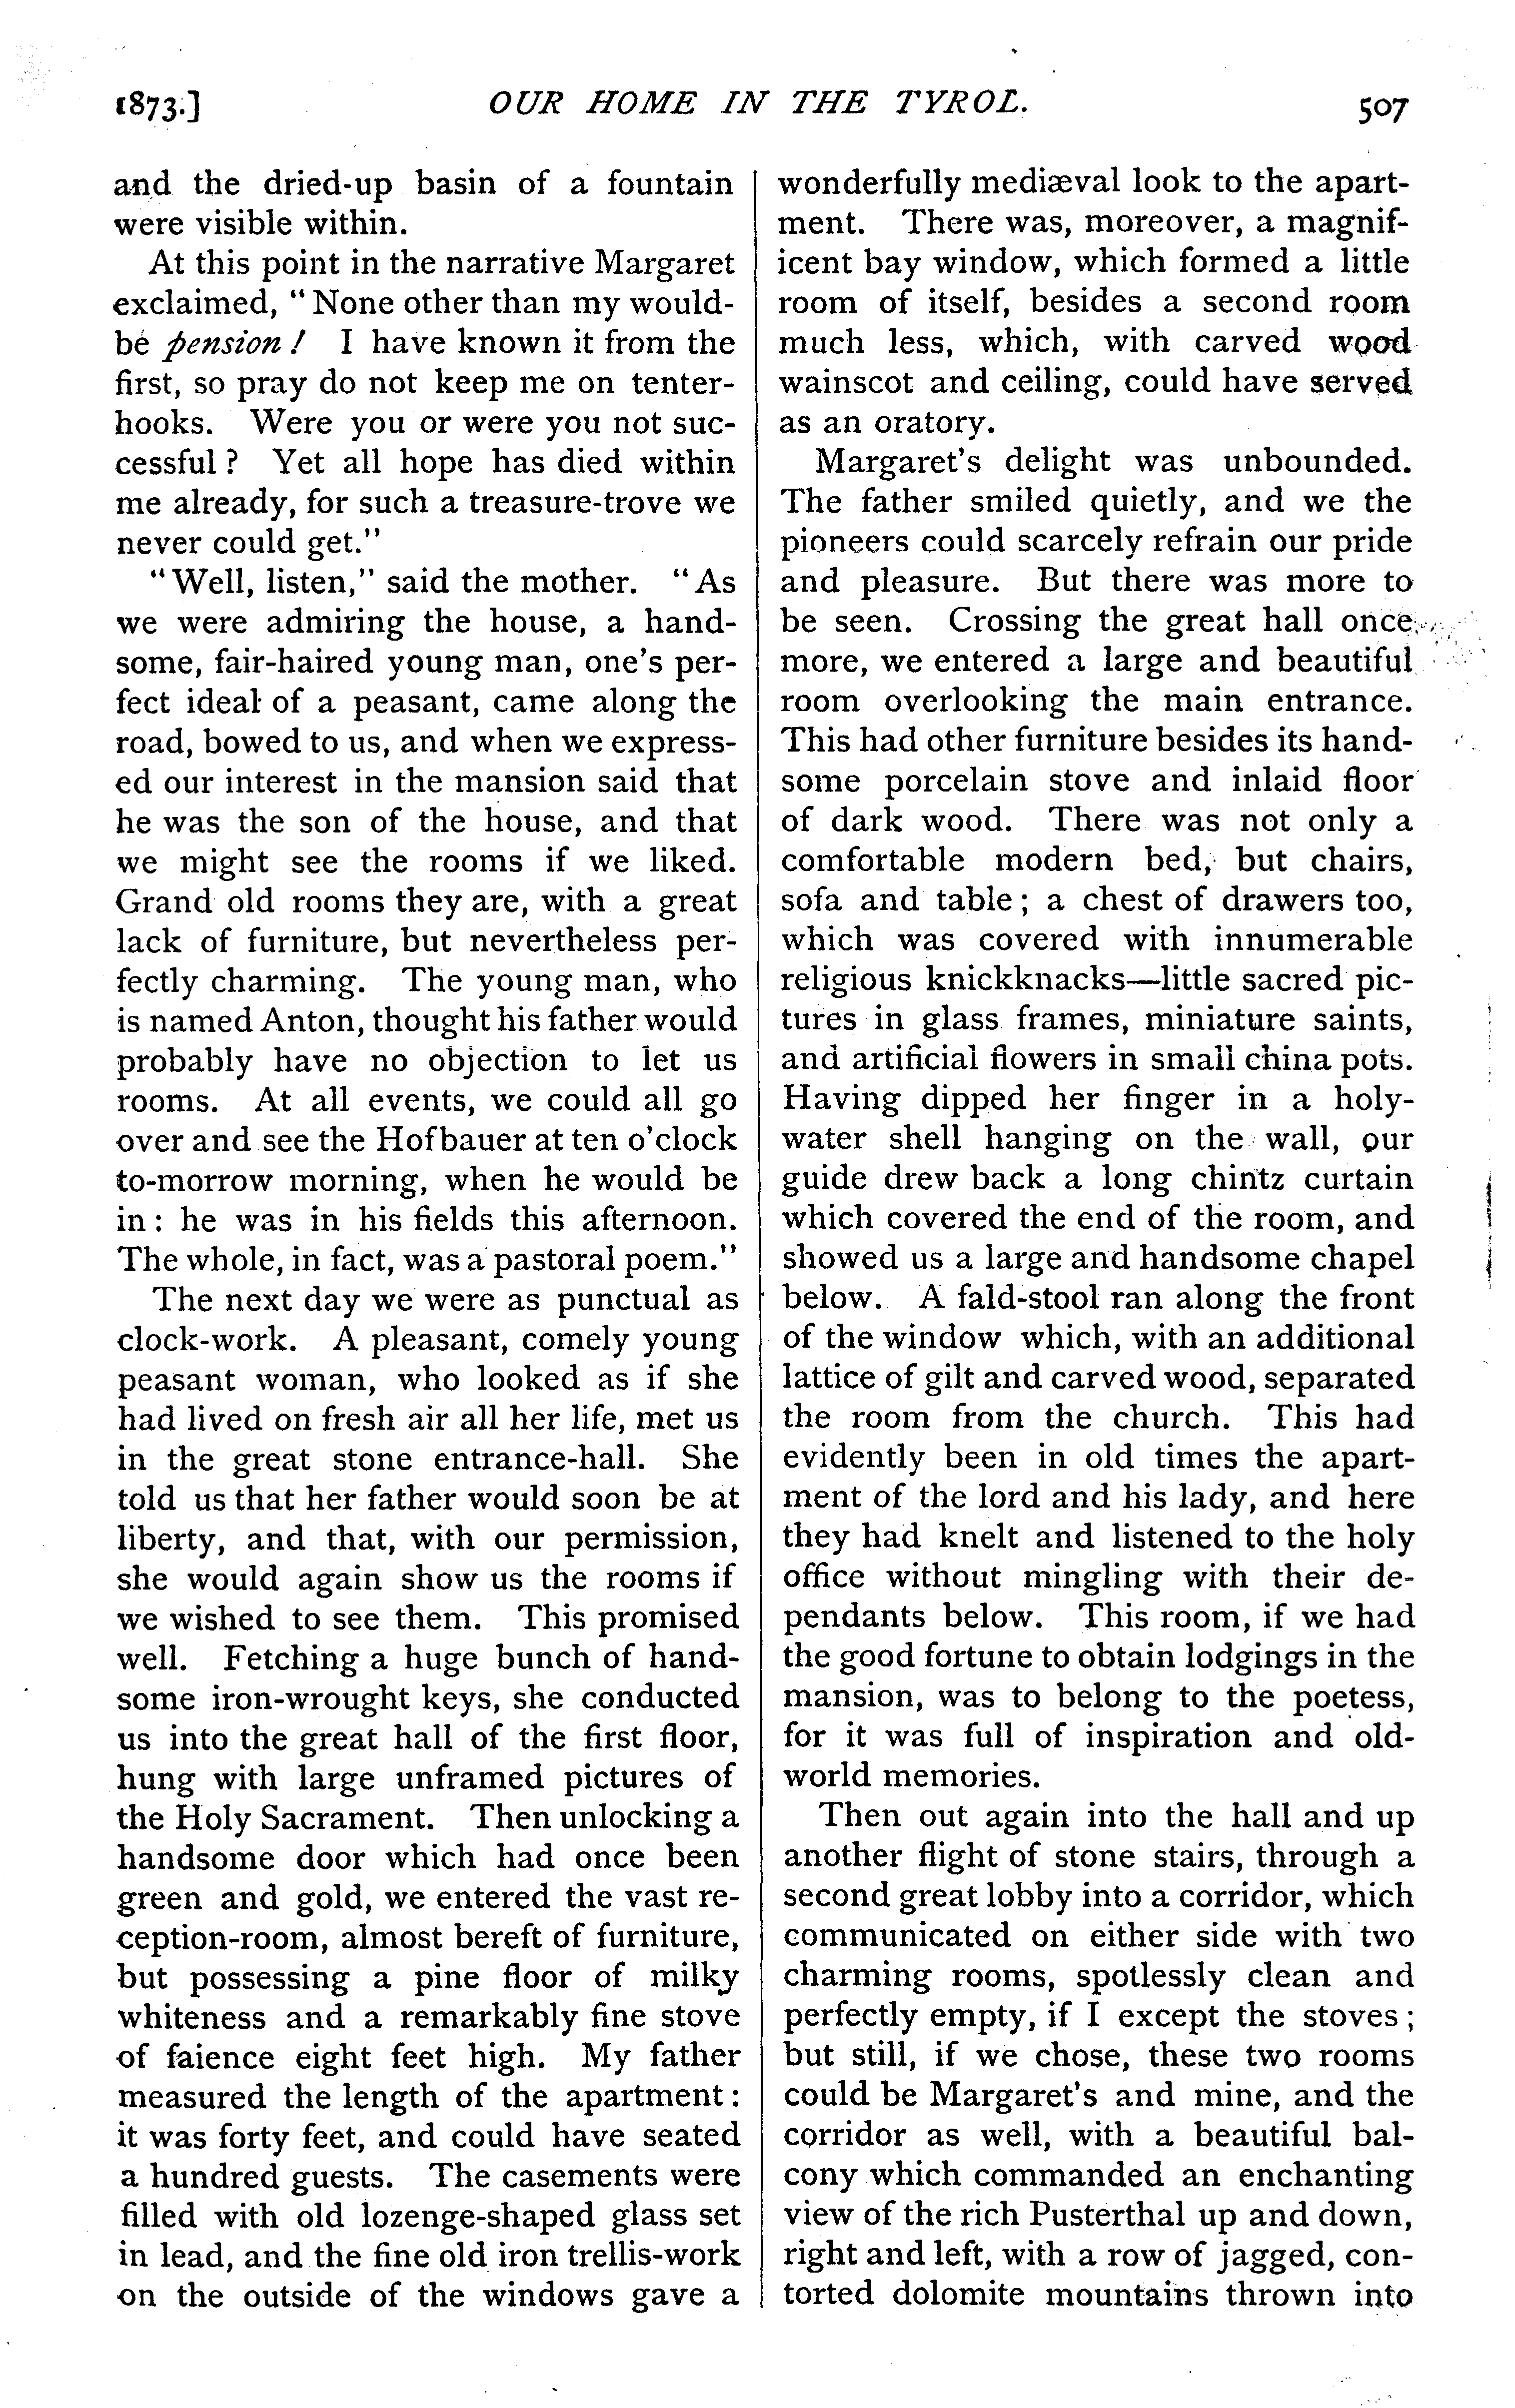 1873.] OUR HOME IN THE TYROL. 507
and the dried-up basin of a fountain
were visible within.
At this point in the narrative Margaret
exclaimed, "None other than my would-
be pension! I have known it from the
first, so pray do not keep me on tenter-
hooks. Were you or were you not suc-
cessful? Yet all hope has died within
me already, for such a treasure-trove we
never could get."
"Well, listen," said the mother. "As
we were admiring the house, a hand-
some, fair-haired young man, one's per-
fect ideal of a peasant, came along the
road, bowed to us, and when we express-
ed our interest in the mansion said that
he was the son of the house, and that
we might see the rooms if we liked.
Grand old rooms they are, with a great
lack of furniture, but nevertheless per-
fectly charming. The young man, who
is named Anton, thought his father would
probably have no objection to let us
rooms. At all events, we could all go
over and see the Hofbauer at ten o'clock
to-morrow morning, when he would be
in: he was in his fields this afternoon.
The whole, in fact, was a pastoral poem."
The next day we were as punctual as
clock-work. A pleasant, comely young
peasant woman, who looked as if she
had lived on fresh air all her life, met us
in the great stone entrance-hall. She
told us that her father would soon be at
liberty, and that, with our permission,
she would again show us the rooms if
we wished to see them. This promised
well. Fetching a huge bunch of hand-
some iron-wrought keys, she conducted
us into the great hall of the first floor,
hung with large unframed pictures of
the Holy Sacrament. Then unlocking a
handsome door which had once been
green and gold, we entered the vast re-
ception-room, almost bereft of furniture,
but possessing a pine floor of milky
whiteness and a remarkably fine stove
of faience eight feet high. My father
measured the length of the apartment:
it was forty feet, and could have seated
a hundred guests. The casements were
filled with old lozenge-shaped glass set
in lead, and the fine old iron trellis-work
on the outside of the windows gave a
wonderfully mediæval look to the apart-
ment. There was, moreover, a magnif-
icent bay window, which formed a little
room of itself, besides a second room
much less, which, with carved wood
wainscot and ceiling, could have served
as an oratory.
Margaret's delight was unbounded.
The father smiled quietly, and we the
pioneers could scarcely refrain our pride
and pleasure. But there was more to
be seen. Crossing the great hall once
more, we entered a large and beautiful
room overlooking the main entrance.
This had other furniture besides its hand-
some porcelain stove and inlaid floor
of dark wood. There was not only a
comfortable modern bed, but chairs,
sofa and table; a chest of drawers too,
which was covered with innumerable
religious knickknacks—little sacred pic-
tures in glass frames, miniature saints,
and artificial flowers in small china pots.
Having dipped her finger in a holy-
water shell hanging on the wall, our
guide drew back a long chintz curtain
which covered the end of the room, and
showed us a large and handsome chapel
below. A fald-stool ran along the front
of the window which, with an additional
lattice of gilt and carved wood, separated
the room from the church. This had
evidently been in old times the apart-
ment of the lord and his lady, and here
they had knelt and listened to the holy
office without mingling with their de-
pendants below. This room, if we had
the good fortune to obtain lodgings in the
mansion, was to belong to the poetess,
for it was full of inspiration and old-
world memories.
Then out again into the hall and up
another flight of stone stairs, through a
second great lobby into a corridor, which
communicated on either side with two
charming rooms, spotlessly clean and
perfectly empty, if I except the stoves;
but still, if we chose, these two rooms
could be Margaret's and mine, and the
corridor as well, with a beautiful bal-
cony which commanded an enchanting
view of the rich Pusterthal up and down,
right and left, with a row of jagged, con-
torted dolomite mountains thrown into